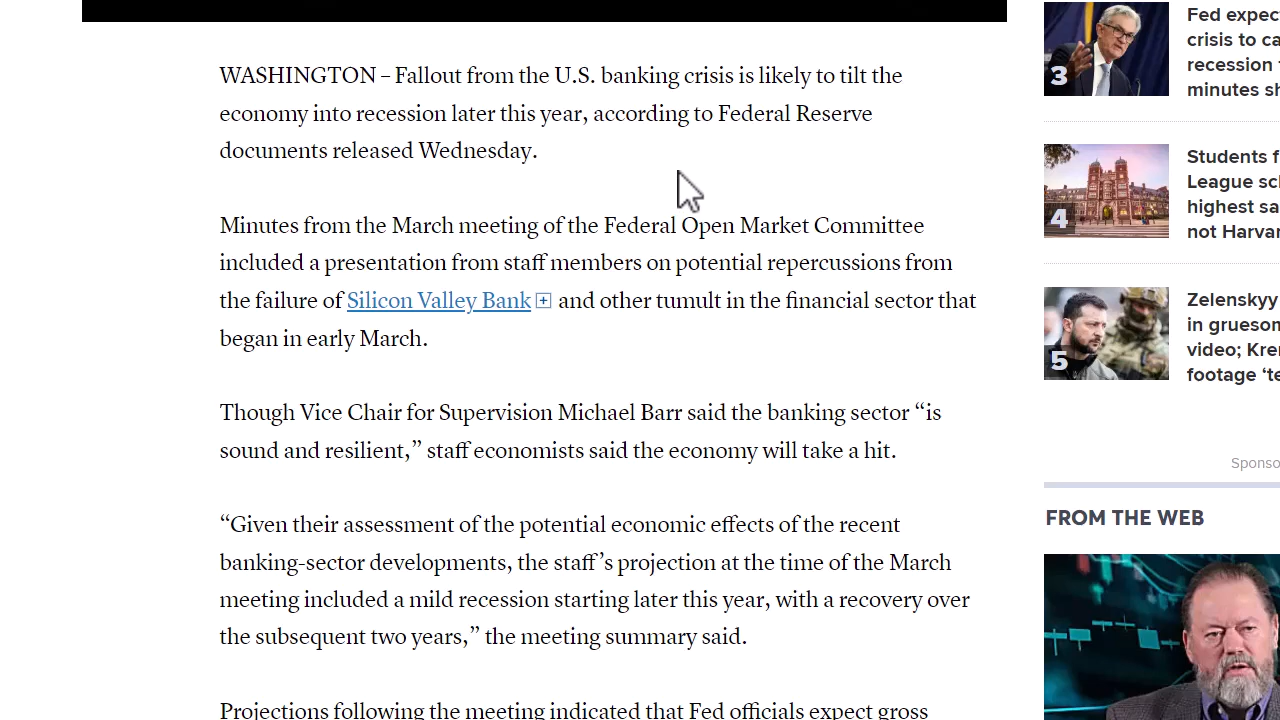 WASHINGTON – Fallout from the U.S. banking crisis is likely to tilt the
economy into recession later this year, according to Federal Reserve
documents released Wednesday.
Minutes from the March meeting of the Federal Open Market Committee
included a presentation from staff members on potential repercussions from
the failure of Silicon Valley Bank and other tumult in the financial sector that
began in early March.
Though Vice Chair for Supervision Michael Barr said the banking sector “is
sound and resilient,” staff economists said the economy will take a hit.
“Given their assessment of the potential economic effects of the recent
banking-sector developments, the staff’s projection at the time of the March
meeting included a mild recession starting later this year, with a recovery over
the subsequent two years,” the meeting summary said.
Projections following the meeting indicated that Fed officials expect gross
3
Fed expec
crisis to ca
recession
minutes sh
4
Students f
League sc
highest sa
not Harvar
5
Zelenskyy
in grueson
video; Kre
footage ‘te
Sponso
FROM THE WEB